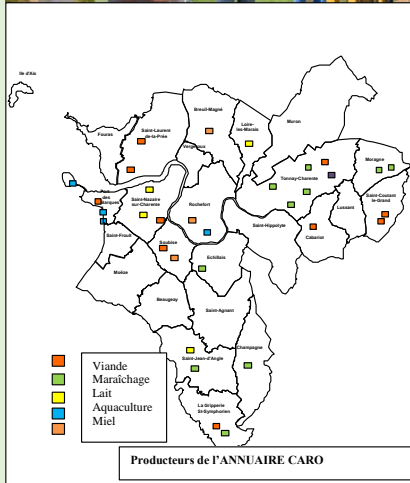 Ile d'Aix
Breuil-Magné
Loire-
les-Marais
Muron
Saint-Laurent
de-la-Prée
Fouras
Vergeroux
Moragne
Tonnay-Charente
Saint-Coutant
le-Grand
Port
des
Barques
Saint-Nazaire
sur-Charente
Rochefort
Lussant
Cabariot
Saint-Hippolyte
Saint-Froult
Soubise
Echillais
Moëze
Beaugeay
Saint-Agnant
Champagne
Saint-Jean-d'Angle
La Gripperie
St-Symphorien
Viande
Maraîchage
Lait
Aquaculture
Miel
Producteurs de l'ANNUAIRE CARO